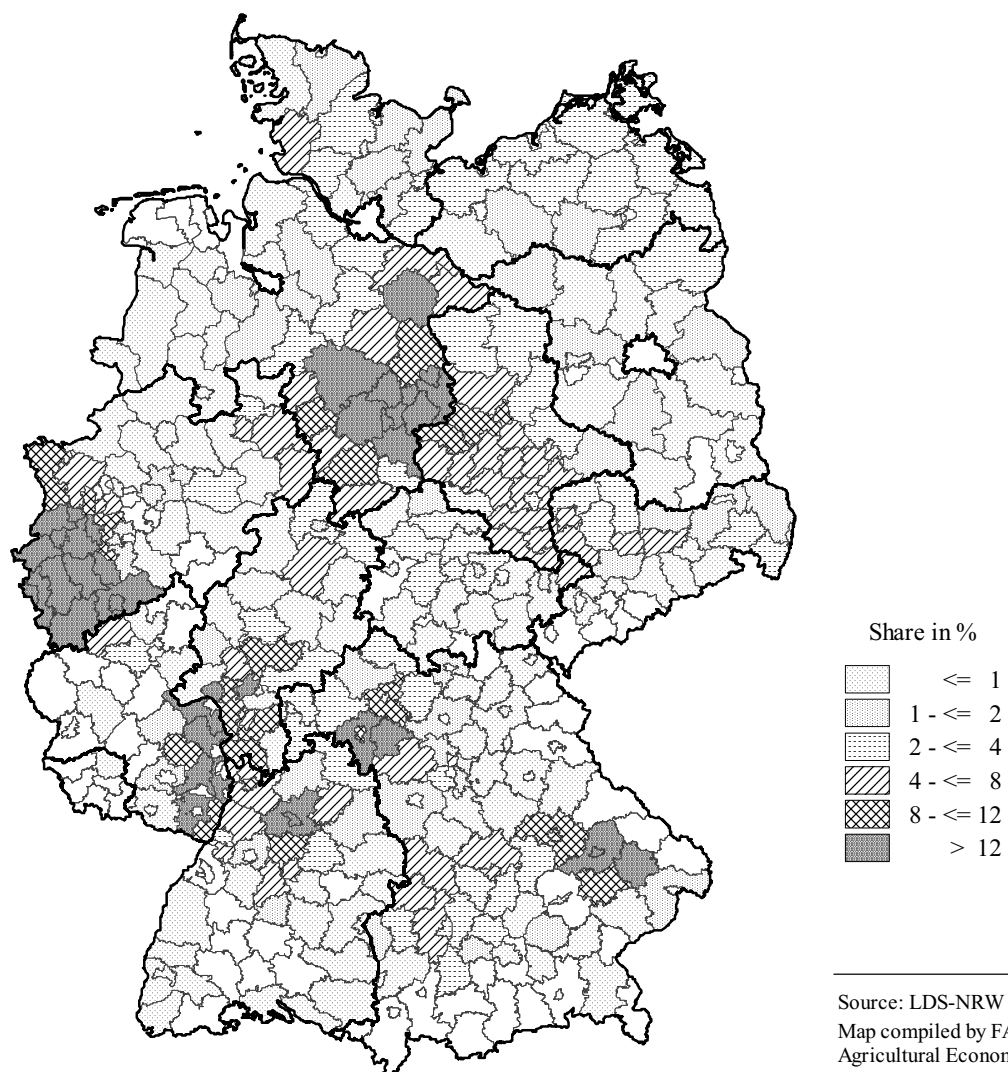 Share in %
<= 1
1 - <= 2
2 - <= 4
4 - <= 8
8 - <= 12
> 12
Source: LDS-NRW
Map compiled by FA
Agricultural Econom